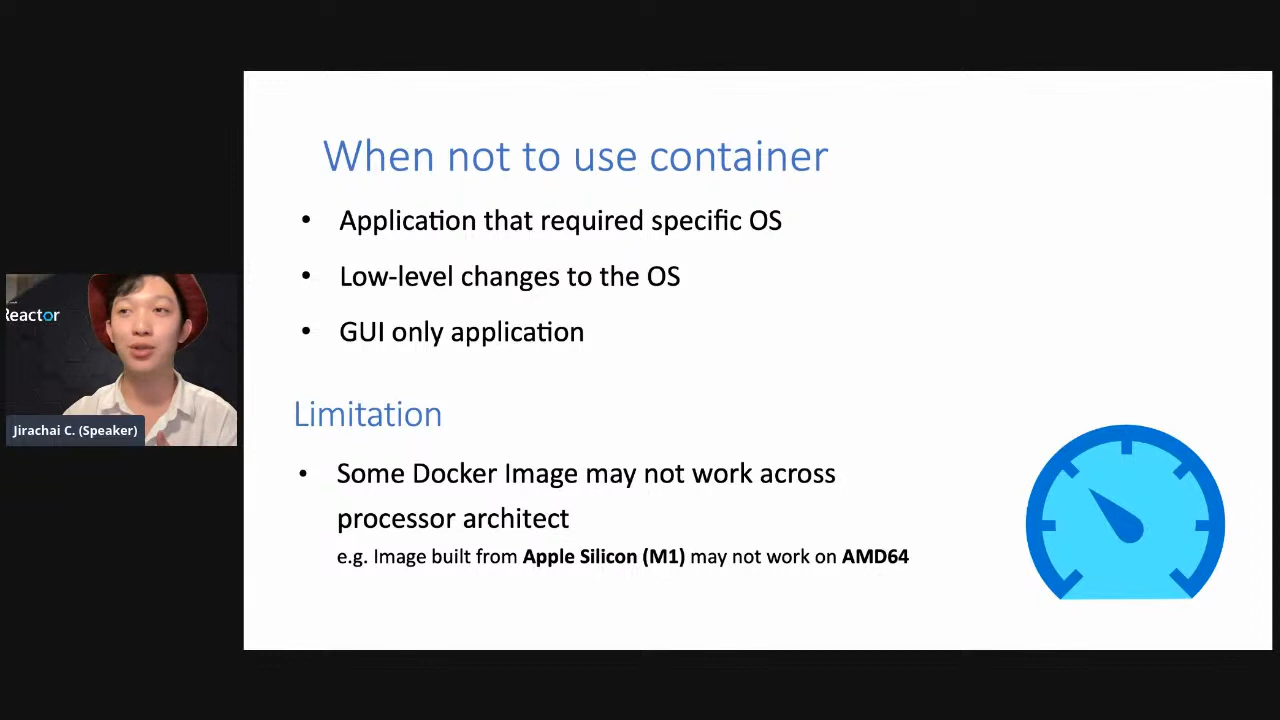 When not to use container
• Application that required specific OS
• Low-level changes to the OS
• GUI only application
Limitation
• Some Docker Image may not work across
processor architect
e.g. Image built from Apple Silicon (M1) may not work on AMD64
Reactor
Jirachai C. (Speaker)